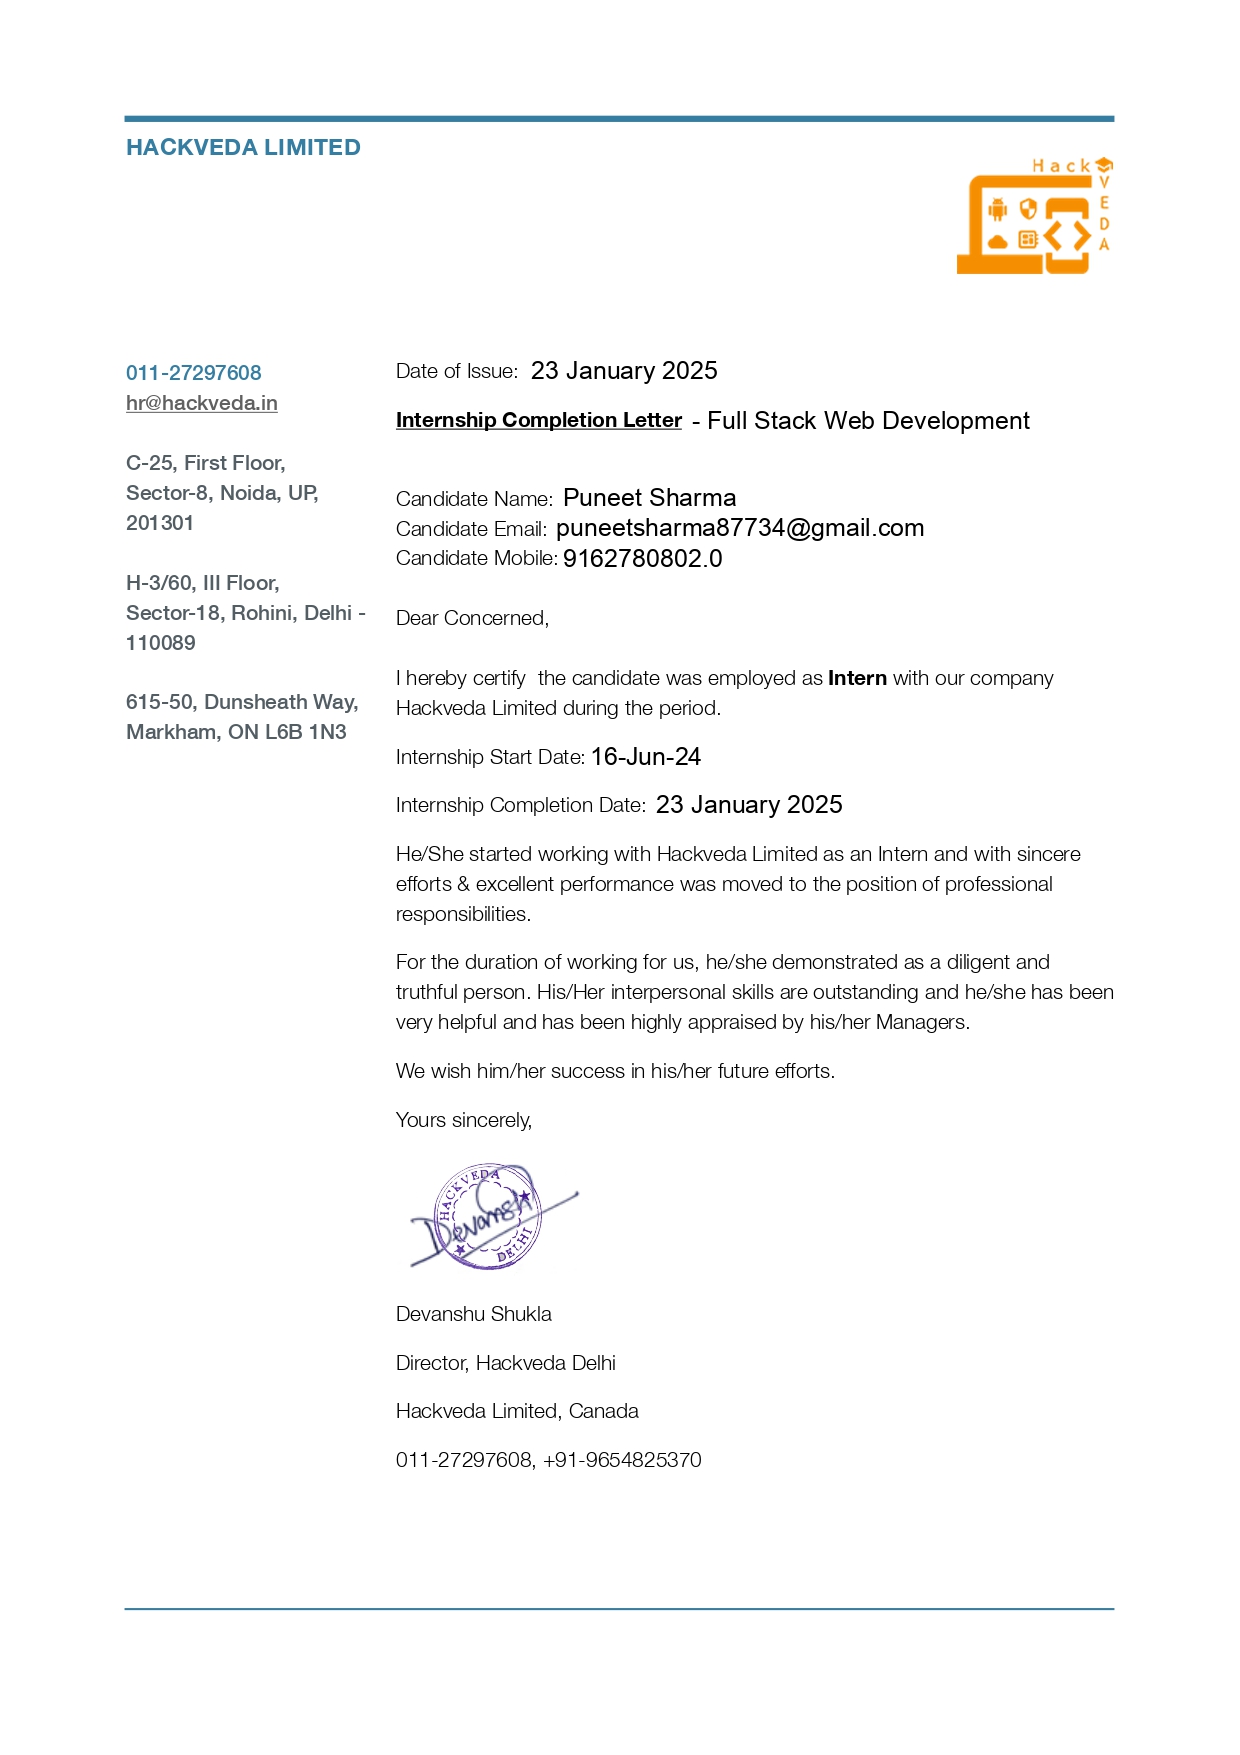 HACKVEDA LIMITED
Hack
VEDA
011-27297608
hr@hackveda.in
C-25, First Floor,
Sector-8, Noida, UP,
201301
H-3/60, III Floor,
Sector-18, Rohini, Delhi -
110089
615-50, Dunsheath Way,
Markham, ON L6B 1N3
Date of Issue: 23 January 2025
Internship Completion Letter - Full Stack Web Development
Candidate Name: Puneet Sharma
Candidate Email: puneetsharma87734@gmail.com
Candidate Mobile: 9162780802.0
Dear Concerned,
I hereby certify the candidate was employed as Intern with our company
Hackveda Limited during the period.
Internship Start Date: 16-Jun-24
Internship Completion Date: 23 January 2025
He/She started working with Hackveda Limited as an Intern and with sincere
efforts & excellent performance was moved to the position of professional
responsibilities.
For the duration of working for us, he/she demonstrated as a diligent and
truthful person. His/Her interpersonal skills are outstanding and he/she has been
very helpful and has been highly appraised by his/her Managers.
We wish him/her success in his/her future efforts.
Yours sincerely,
HACKVEDA
Devansh
DELHI
Devanshu Shukla
Director, Hackveda Delhi
Hackveda Limited, Canada
011-27297608, +91-9654825370